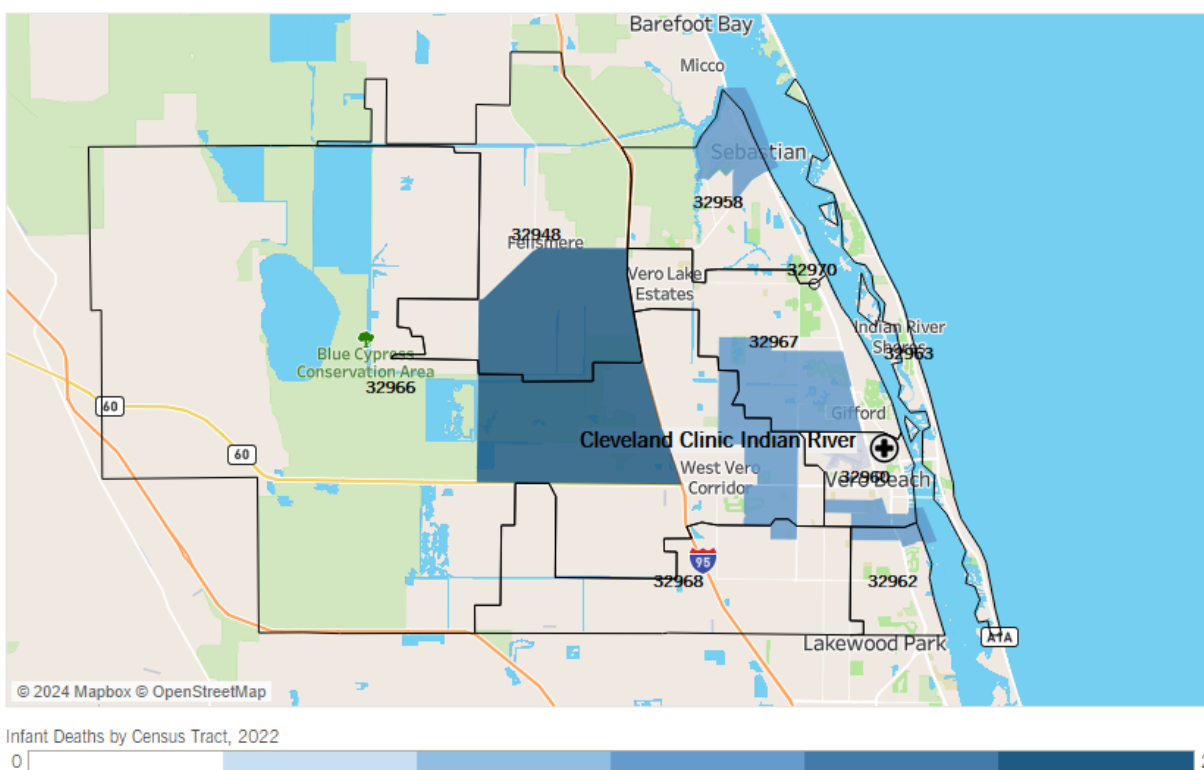 Barefoot Bay
Micco
Sebastian
32958
32948
Fellsmere
32970
Vero Lake
Estates
Indian River
Shores
32963
32967
Blue Cypress
Conservation Area
32966
60
Gifford
Cleveland Clinic Indian River
60
West Vero
Corridor
32960
Vero Beach
95
32968
32962
Lakewood Park
A1A
© 2024 Mapbox © OpenStreetMap
Infant Deaths by Census Tract, 2022
0